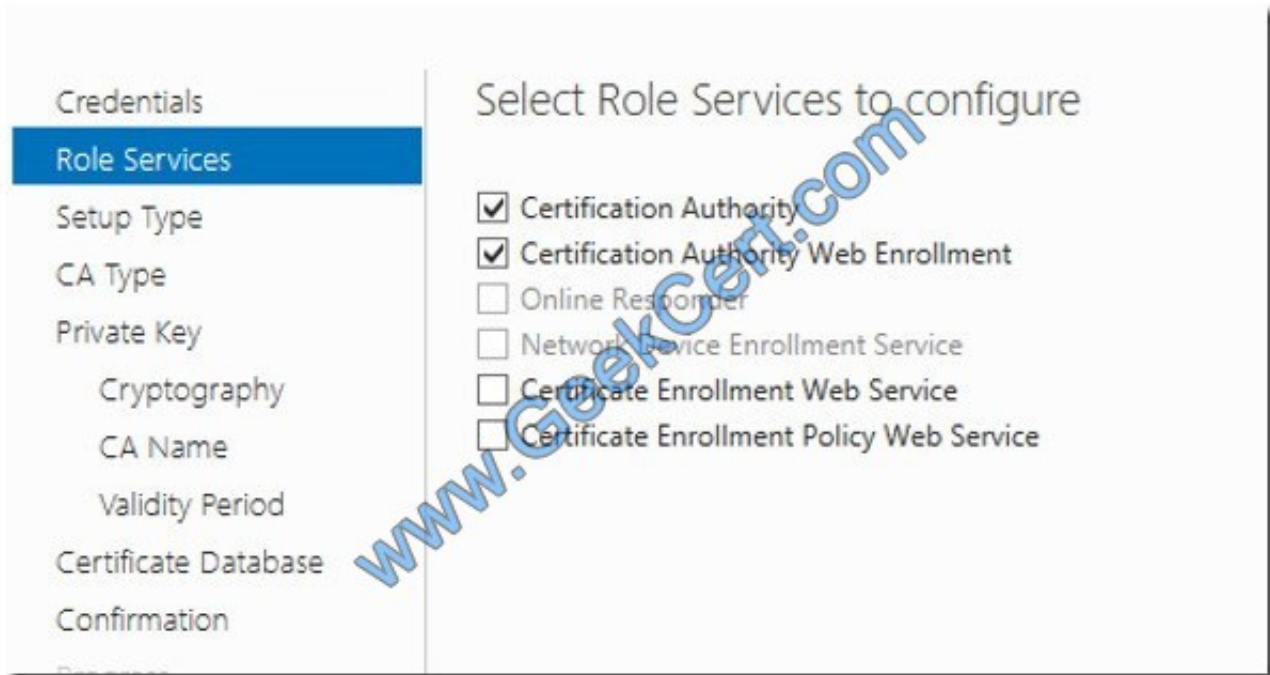 Credentials
Role Services
Setup Type
CA Type
Private Key
Cryptography
CA Name
Validity Period
Certificate Database
Confirmation
Select Role Services to configure
Certification Authority
Certification Authority Web Enrollment
Online Responder
Network Device Enrollment Service
Certificate Enrollment Web Service
Certificate Enrollment Policy Web Service
www.GeekCert.com